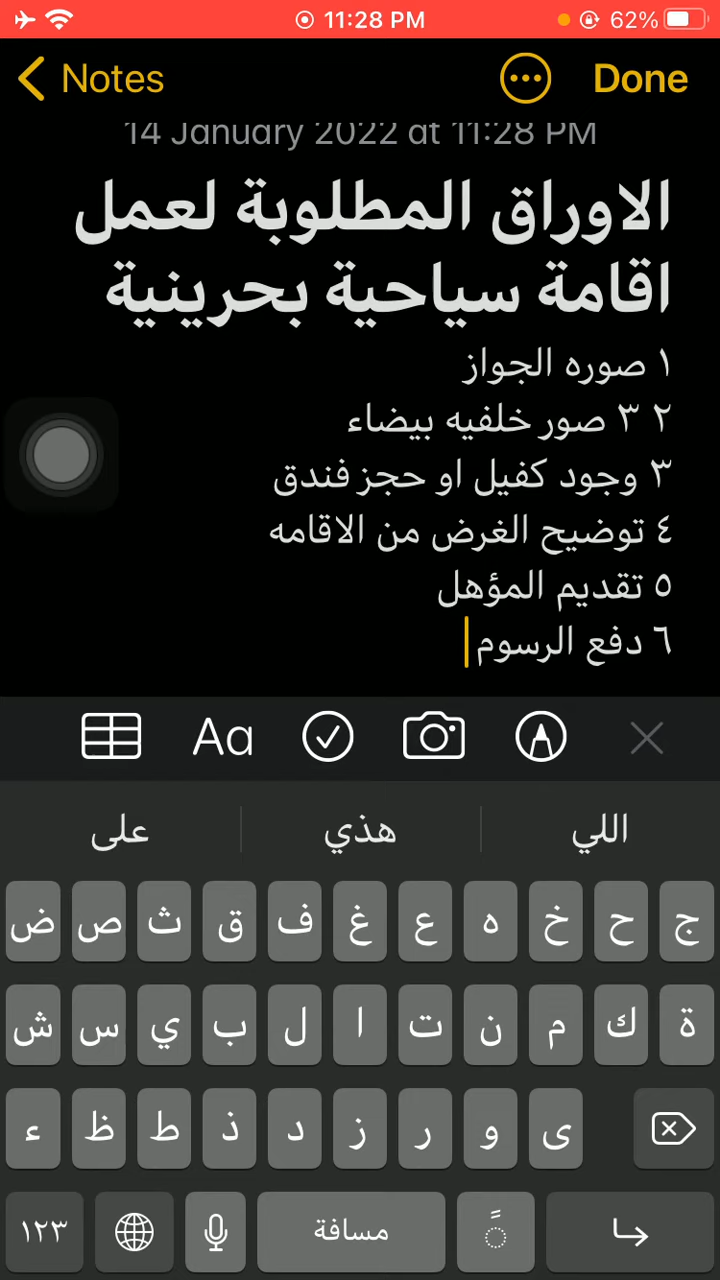 11:28 PM
62%
Notes
Done
14 January 2022 at 11:28 PM
الاوراق المطلوبة لعمل
اقامة سياحية بحرينية
١ صوره الجواز
٢ ٣ صور خلفيه بيضاء
٣ وجود كفيل او حجز فندق
٤ توضيح الغرض من الاقامه
٥ تقديم المؤهل
٦ دفع الرسوم
Aa
اللي هذي على
ض ص ث ق ف غ ع ه خ ح ج
ش س ي ب ل ا ت ن م ك ة
ء ظ ط ذ د ز ر و ى
١٢٣ مسافة